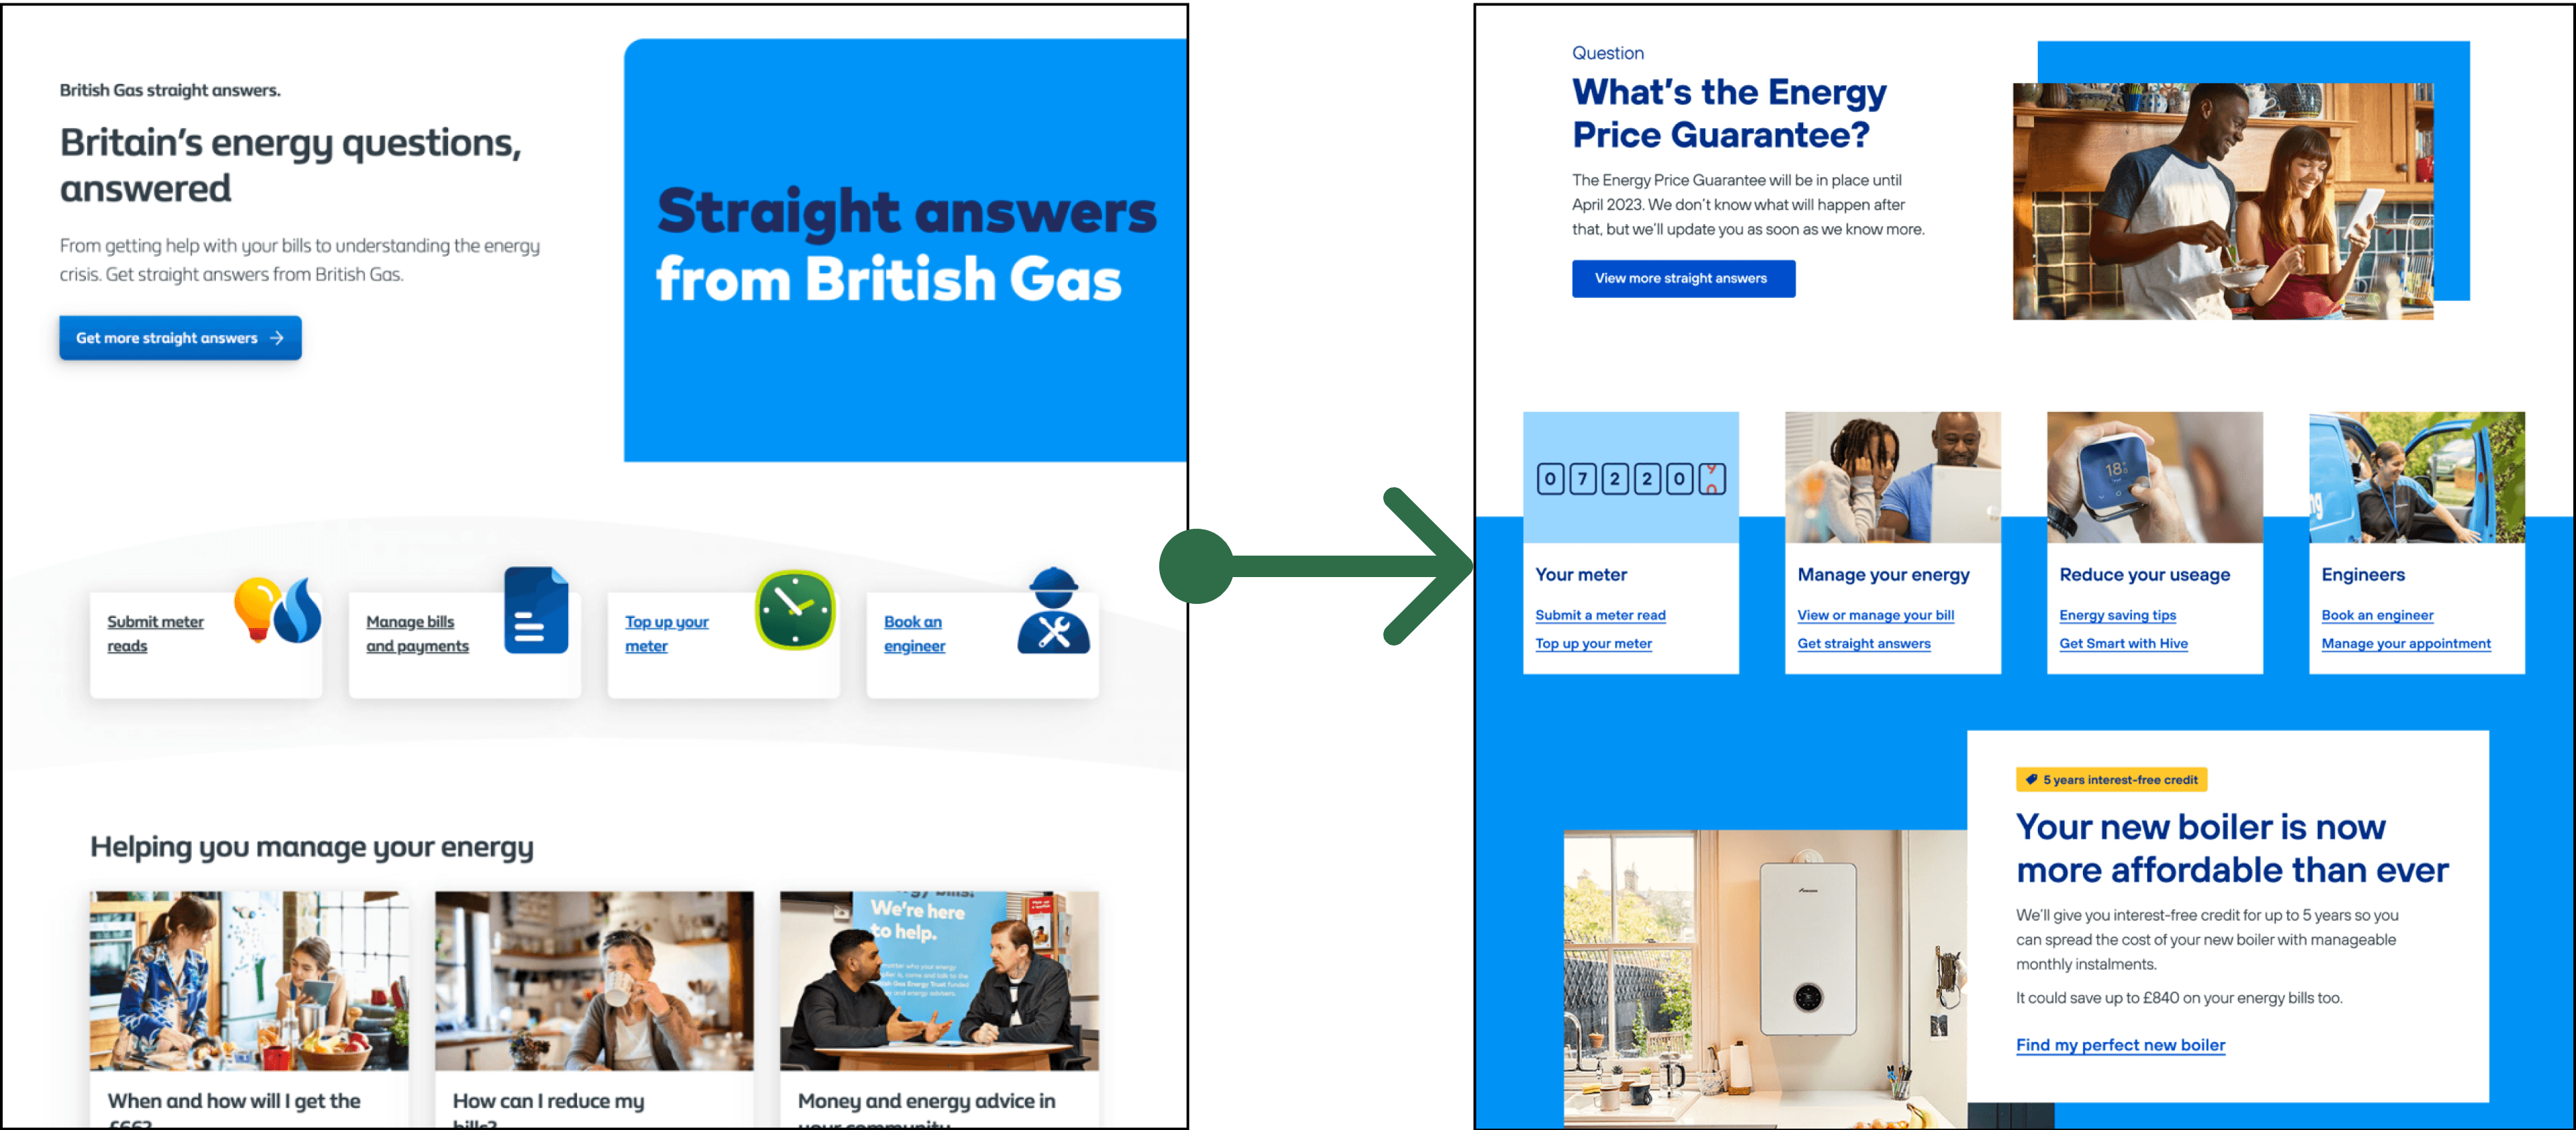 British Gas straight answers.
Britain's energy questions,
answered
From getting help with your bills to understanding the energy
crisis. Get straight answers from British Gas.
Get more straight answers
Straight answers
from British Gas
Submit meter
reads
Manage bills
and payments
Top up your
meter
Book an
engineer
Helping you manage your energy
We're here
to help.
When and how will I get the
£66?
How can I reduce my
bills?
Money and energy advice in
your community
Question
What's the Energy
Price Guarantee?
The Energy Price Guarantee will be in place until
April 2023. We don't know what will happen after
that, but we'll update you as soon as we know more.
View more straight answers
0 7 2 2 0 9 0
18
Your meter
Submit a meter read
Top up your meter
Manage your energy
View or manage your bill
Get straight answers
Reduce your useage
Energy saving tips
Get Smart with Hive
Engineers
Book an engineer
Manage your appointment
5 years interest-free credit
Your new boiler is now
more affordable than ever
We'll give you interest-free credit for up to 5 years so you
can spread the cost of your new boiler with manageable
monthly instalments.
It could save up to £840 on your energy bills too.
Find my perfect new boiler